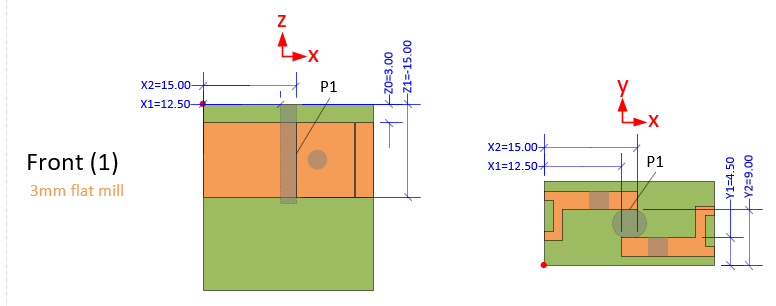 z
x
X2=15.00
X1=12.50
P1
Z0=3.00
Z1=-15.00
Front (1)
3mm flat mill
y
x
X2=15.00
X1=12.50
P1
Y1=4.50
Y2=9.00